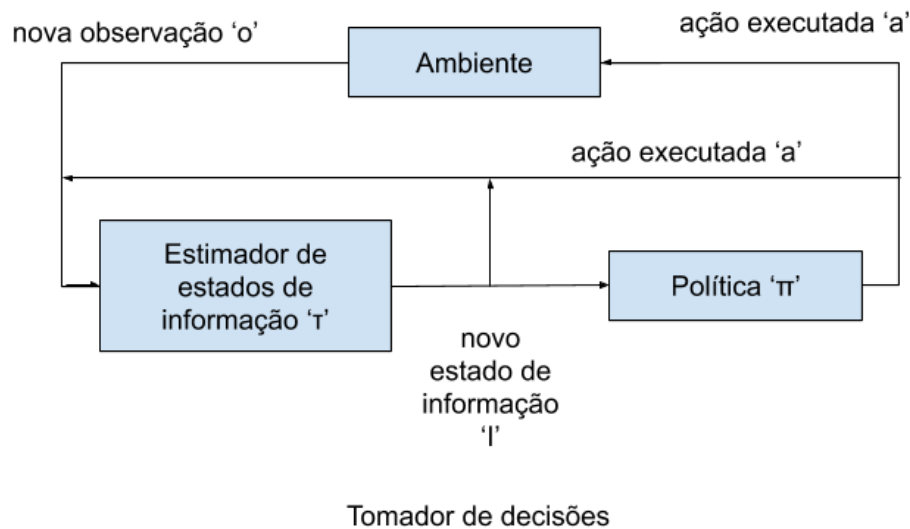 nova observação ‘o’
ação executada ‘a’
Ambiente
ação executada ‘a’
Estimador de
estados de
informação ‘τ’
Política ‘π’
novo
estado de
informação
‘I’
Tomador de decisões